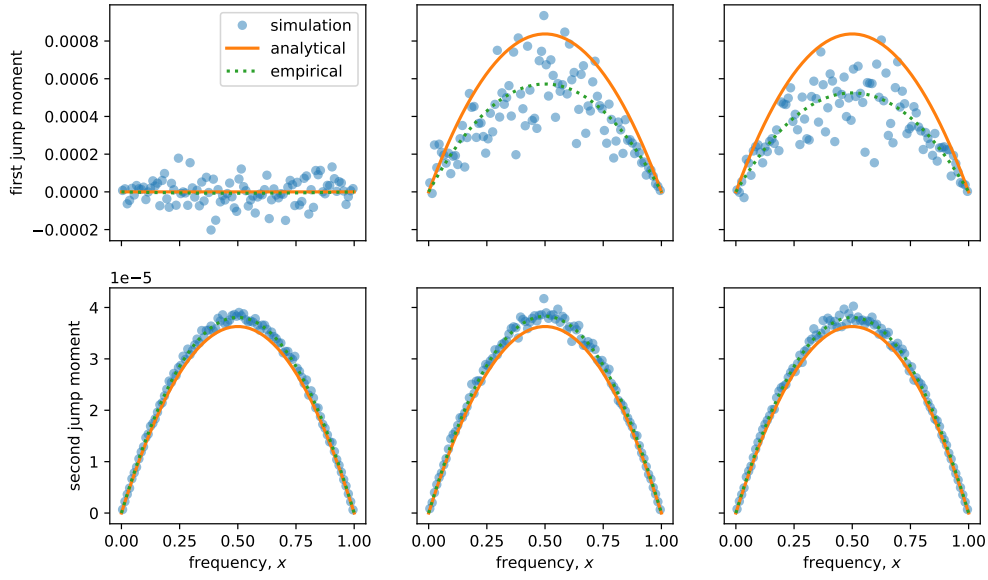 simulation
analytical
empirical
first jump moment
0.0008
0.0006
0.0004
0.0002
0.0000
−0.0002
1e−5
second jump moment
4
3
2
1
0
0.00 0.25 0.50 0.75 1.00
frequency, x
0.00 0.25 0.50 0.75 1.00
frequency, x
0.00 0.25 0.50 0.75 1.00
frequency, x